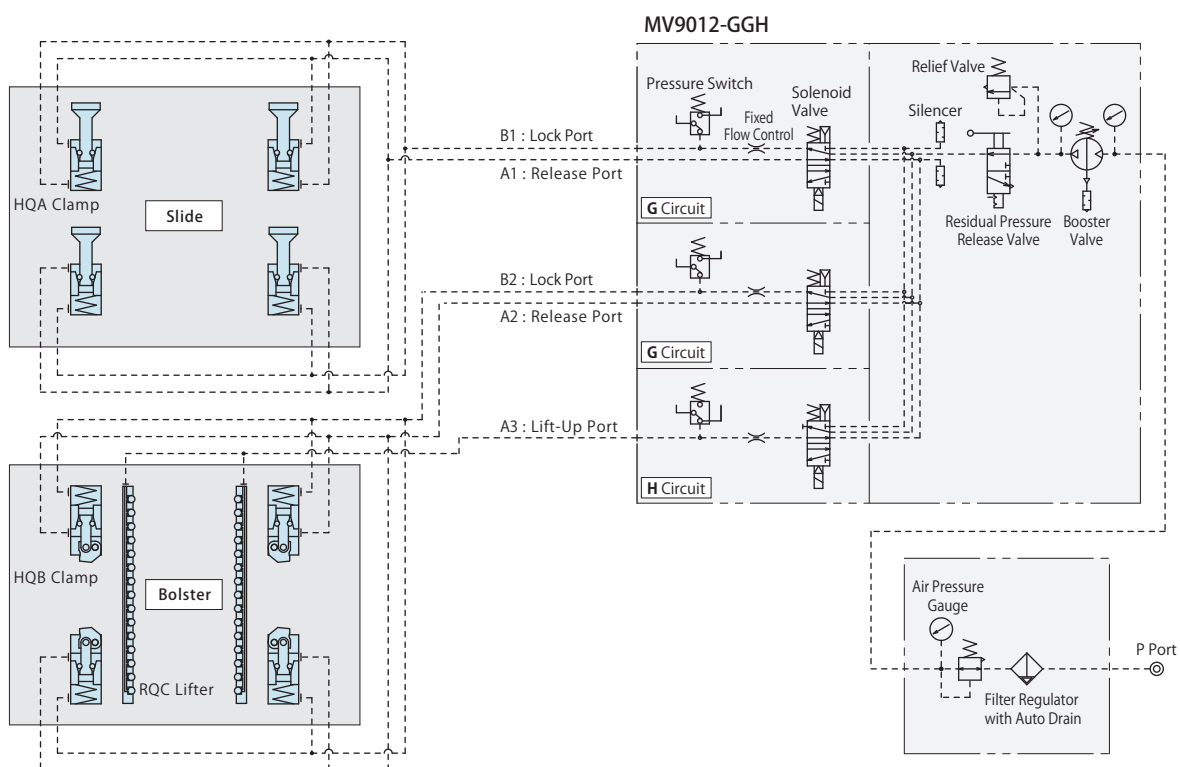 MV9012-GGH
Pressure Switch
Fixed
Flow Control
Solenoid
Valve
Relief Valve
Silencer
B1 : Lock Port
A1 : Release Port
HQA Clamp
Slide
G Circuit
Residual Pressure
Release Valve
Booster
Valve
B2 : Lock Port
A2 : Release Port
G Circuit
A3 : Lift-Up Port
H Circuit
HQB Clamp
Bolster
RQC Lifter
Air Pressure
Gauge
P Port
Filter Regulator
with Auto Drain